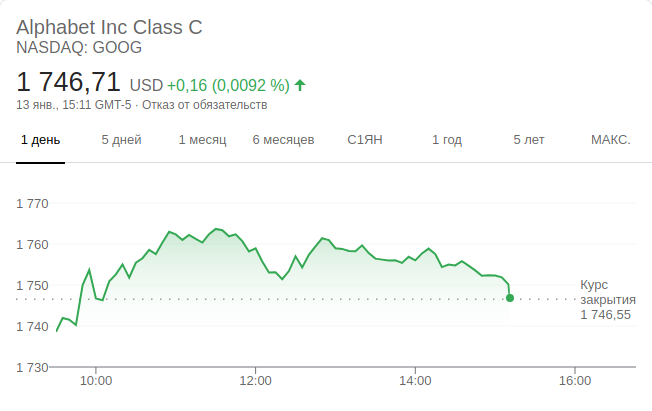 Alphabet Inc Class C
NASDAQ: GOOG
1 746,71 USD +0,16 (0,0092 %)
13 янв., 15:11 GMT-5 · Отказ от обязательств
1 день 5 дней 1 месяц 6 месяцев С1ЯН 1 год 5 лет МАКС.
1 770
1 760
1 750
1 740
1 730
Курс
закрытия
1 746,55
10:00 12:00 14:00 16:00